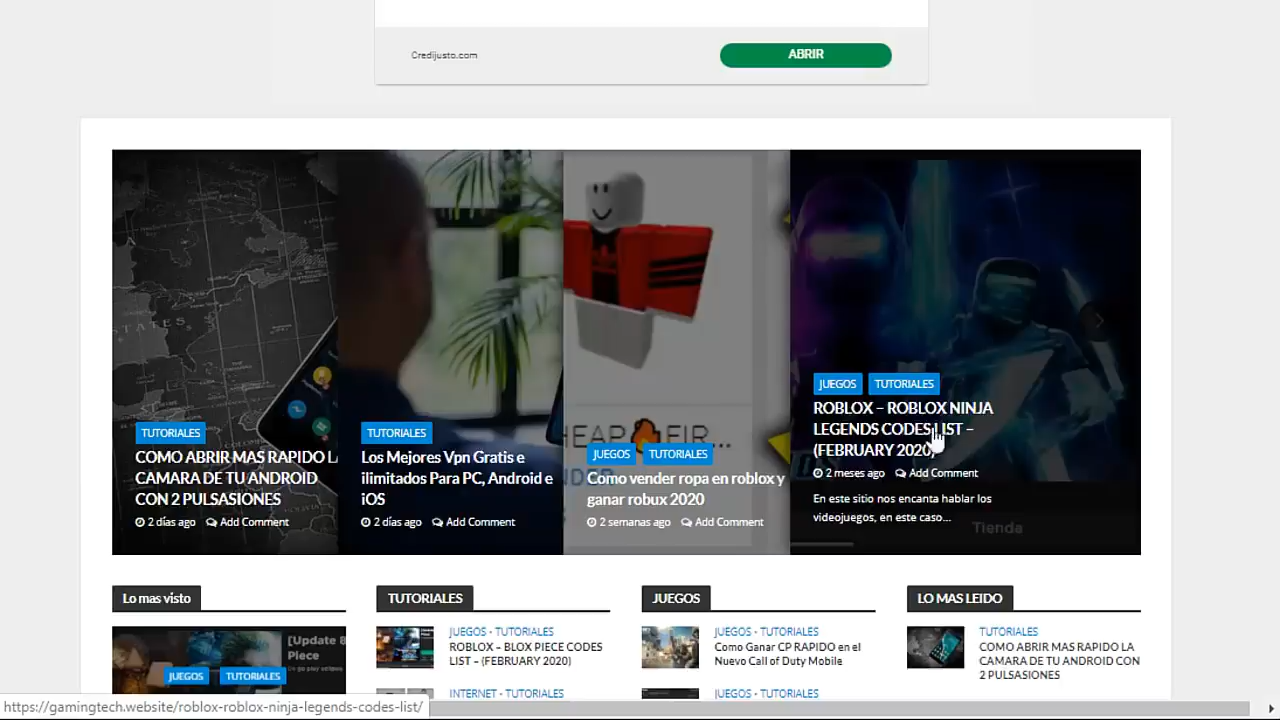 Credijusto.com
ABRIR
TUTORIALES
COMO ABRIR MAS RAPIDO L
CAMARA DE TU ANDROID
CON 2 PULSASIONES
2 días ago Add Comment
TUTORIALES
Los Mejores Vpn Gratis e
ilimitados Para PC, Android e
iOS
2 días ago Add Comment
JUEGOS TUTORIALES
Como vender ropa en roblox y
ganar robux 2020
2 semanas ago Add Comment
JUEGOS TUTORIALES
ROBLOX – ROBLOX NINJA
LEGENDS CODES LIST –
(FEBRUARY 2020)
2 meses ago Add Comment
En este sitio nos encanta hablar los
videojuegos, en este caso...
Tienda
Lo mas visto
[Update 8
Piece
JUEGOS TUTORIALES
TUTORIALES
JUEGOS - TUTORIALES
ROBLOX – BLOX PIECE CODES
LIST – (FEBRUARY 2020)
INTERNET - TUTORIALES
JUEGOS
JUEGOS - TUTORIALES
Como Ganar CP RAPIDO en el
Nuevo Call of Duty Mobile
JUEGOS - TUTORIALES
LO MAS LEIDO
TUTORIALES
COMO ABRIR MAS RAPIDO LA
CAMARA DE TU ANDROID CON
2 PULSASIONES
https://gamingtech.website/roblox-roblox-ninja-legends-codes-list/